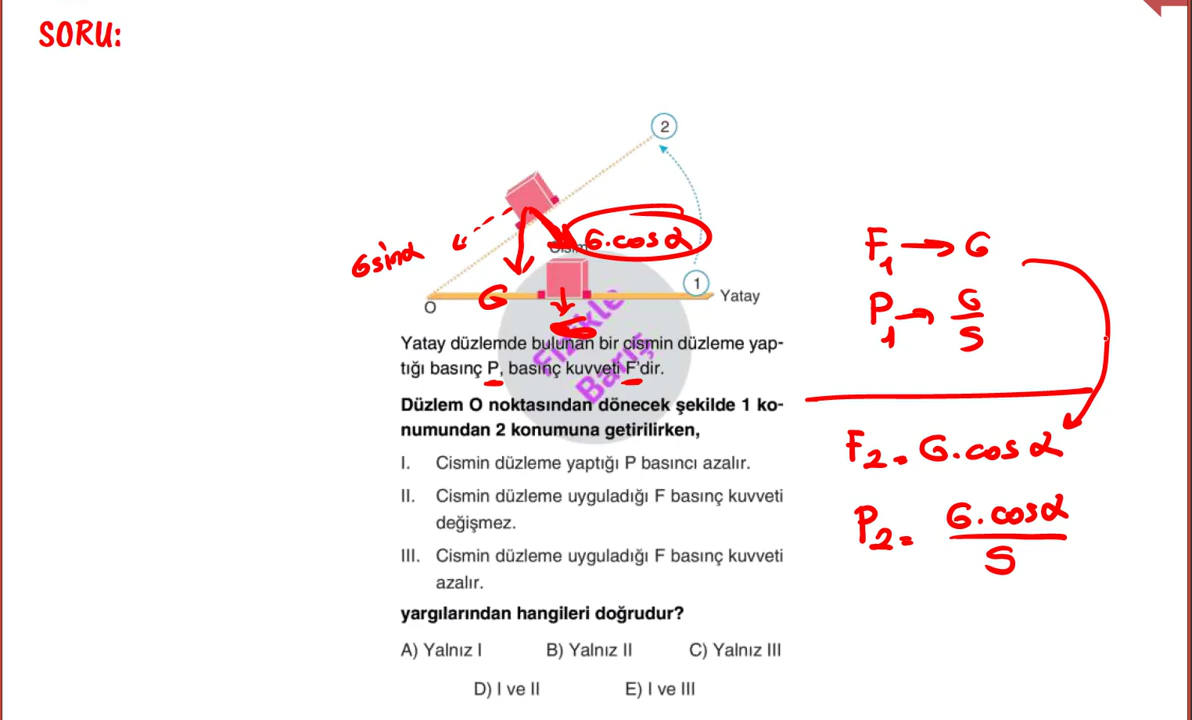 SORU:
2
Gsinα
G.cosα
Cisim
G
1
Yatay
O
G
Fizikle
Barış
Yatay düzlemde bulunan bir cismin düzleme yap-
tığı basınç P, basınç kuvveti F'dir.
Düzlem O noktasından dönecek şekilde 1 ko-
numundan 2 konumuna getirilirken,
I. Cismin düzleme yaptığı P basıncı azalır.
II. Cismin düzleme uyguladığı F basınç kuvveti
değişmez.
III. Cismin düzleme uyguladığı F basınç kuvveti
azalır.
yargılarından hangileri doğrudur?
A) Yalnız I B) Yalnız II C) Yalnız III
D) I ve II E) I ve III
F1 → G
P1 → G/S
F2 = G.cosα
P2 = G.cosα/S